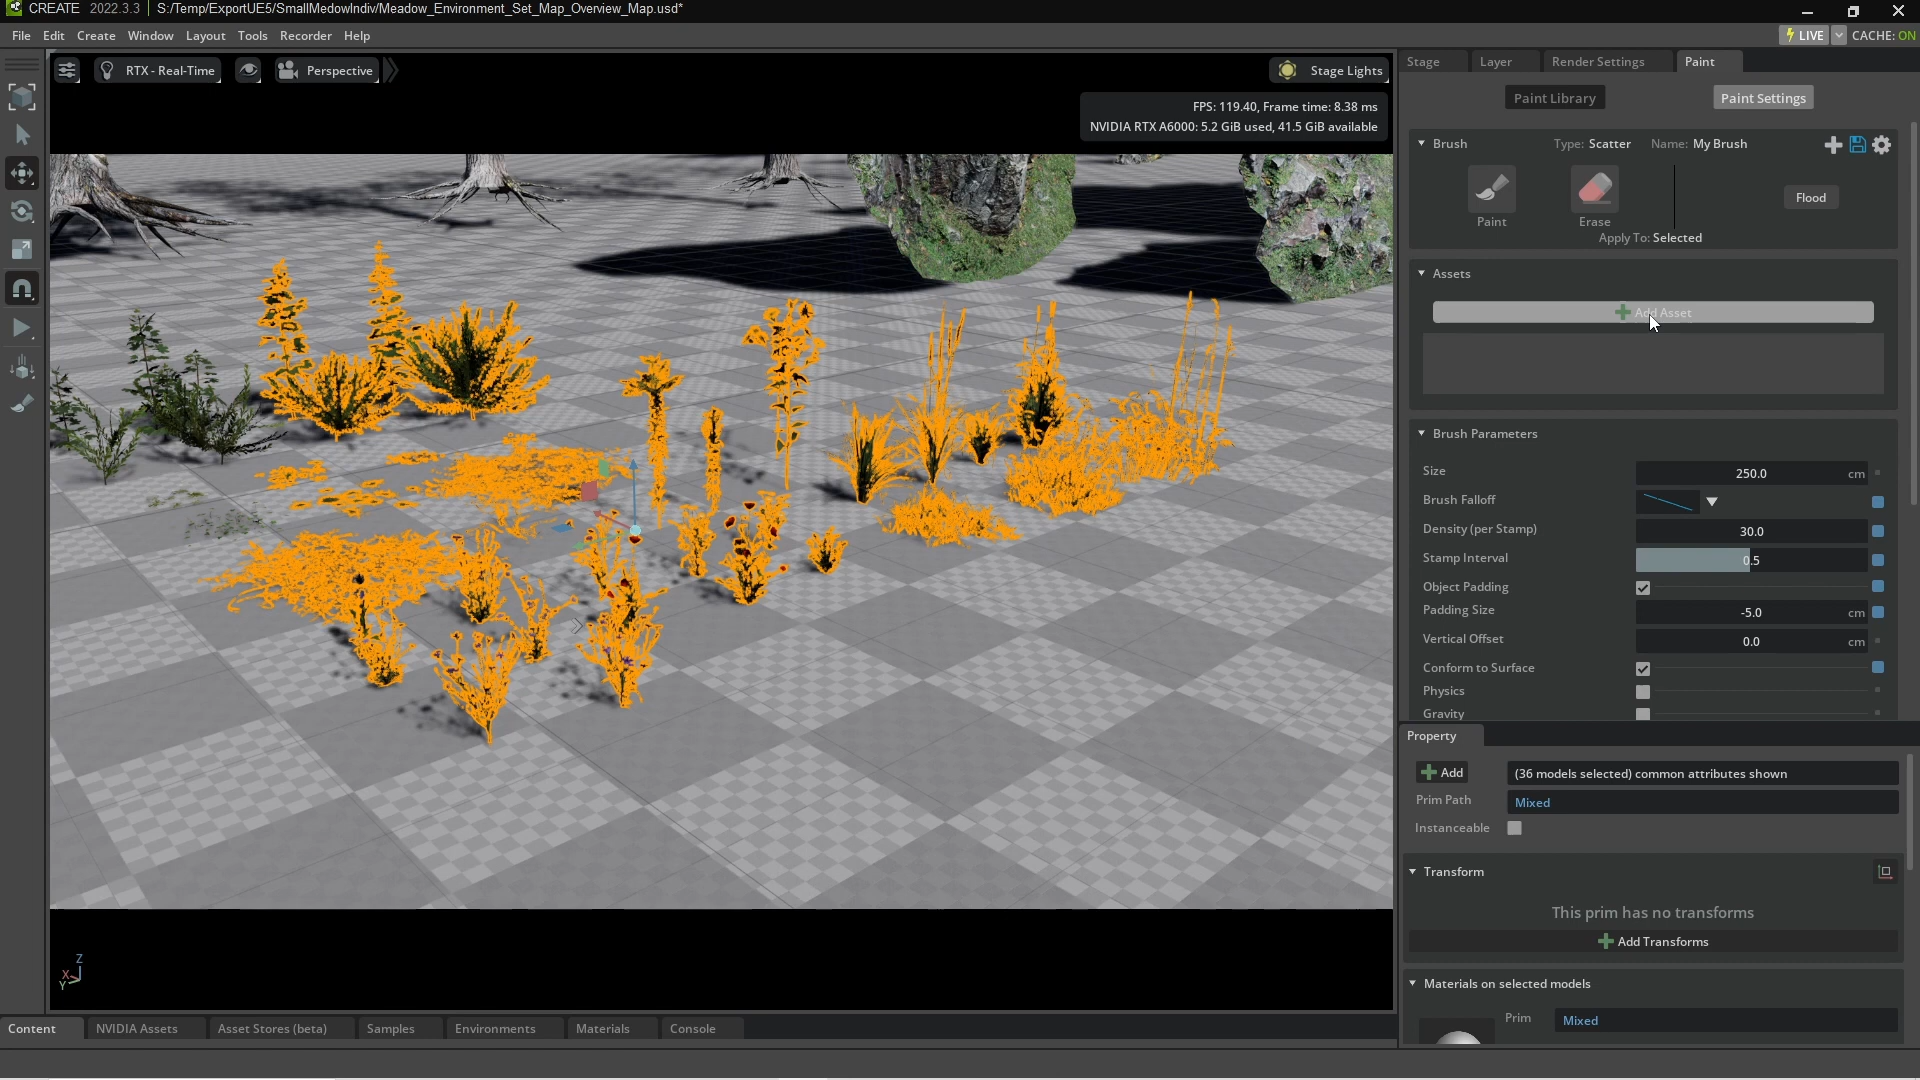 CREATE 2022.3.3 S:/Temp/ExportUE5/SmallMedowIndiv/Meadow_Environment_Set_Map_Overview_Map.usd*
File Edit Create Window Layout Tools Recorder Help
LIVE CACHE: ON
RTX - Real-Time Perspective Stage Lights
FPS: 119.40, Frame time: 8.38 ms
NVIDIA RTX A6000: 5.2 GiB used, 41.5 GiB available
Stage Layer Render Settings Paint
Paint Library Paint Settings
Brush Type: Scatter Name: My Brush
Paint Erase Flood
Apply To: Selected
Assets
Add Asset
Brush Parameters
Size 250.0 cm
Brush Falloff
Density (per Stamp) 30.0
Stamp Interval 0.5
Object Padding
Padding Size -5.0 cm
Vertical Offset 0.0 cm
Conform to Surface
Physics
Gravity
Property
Add (36 models selected) common attributes shown
Prim Path Mixed
Instanceable
Transform
This prim has no transforms
Add Transforms
Materials on selected models
Prim Mixed
Z
X
Y
Content NVIDIA Assets Asset Stores (beta) Samples Environments Materials Console